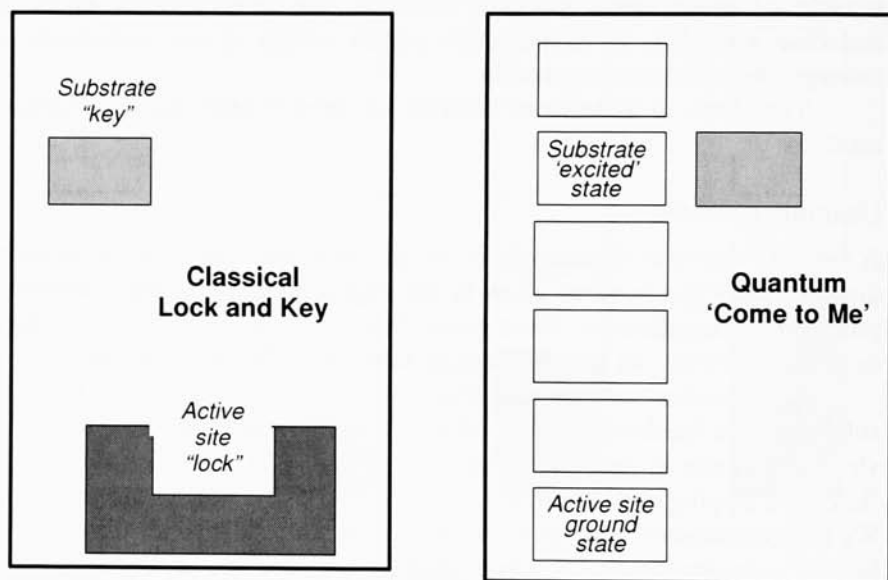 Substrate
"key"
Classical
Lock and Key
Active
site
"lock"
Substrate
'excited'
state
Quantum
'Come to Me'
Active site
ground
state